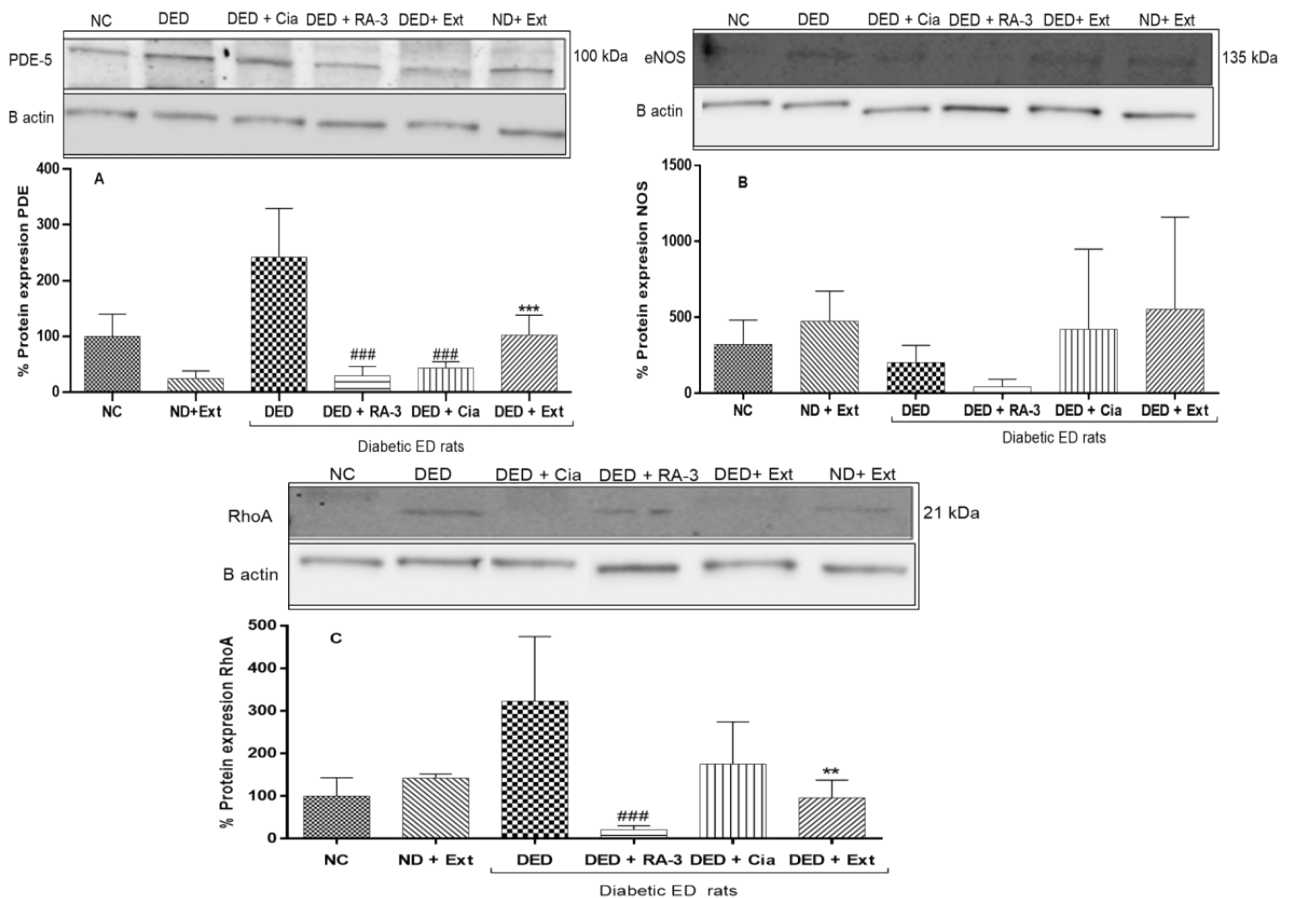 NC DED DED + Cia DED + RA-3 DED+ Ext ND+ Ext
PDE-5 100 kDa
B actin
400
300
200
100
0
% Protein expresion PDE
A
###
###
***
NC ND+Ext DED DED + RA-3 DED + Cia DED + Ext
Diabetic ED rats
NC DED DED + Cia DED + RA-3 DED+ Ext ND+ Ext
eNOS 135 kDa
B actin
1500
1000
500
0
% Protein expresion NOS
B
NC ND + Ext DED DED + RA-3 DED + Cia DED + Ext
Diabetic ED rats
NC DED DED + Cia DED + RA-3 DED+ Ext ND+ Ext
RhoA 21 kDa
B actin
500
400
300
200
100
0
% Protein expresion RhoA
C
###
**
NC ND + Ext DED DED + RA-3 DED + Cia DED + Ext
Diabetic ED rats